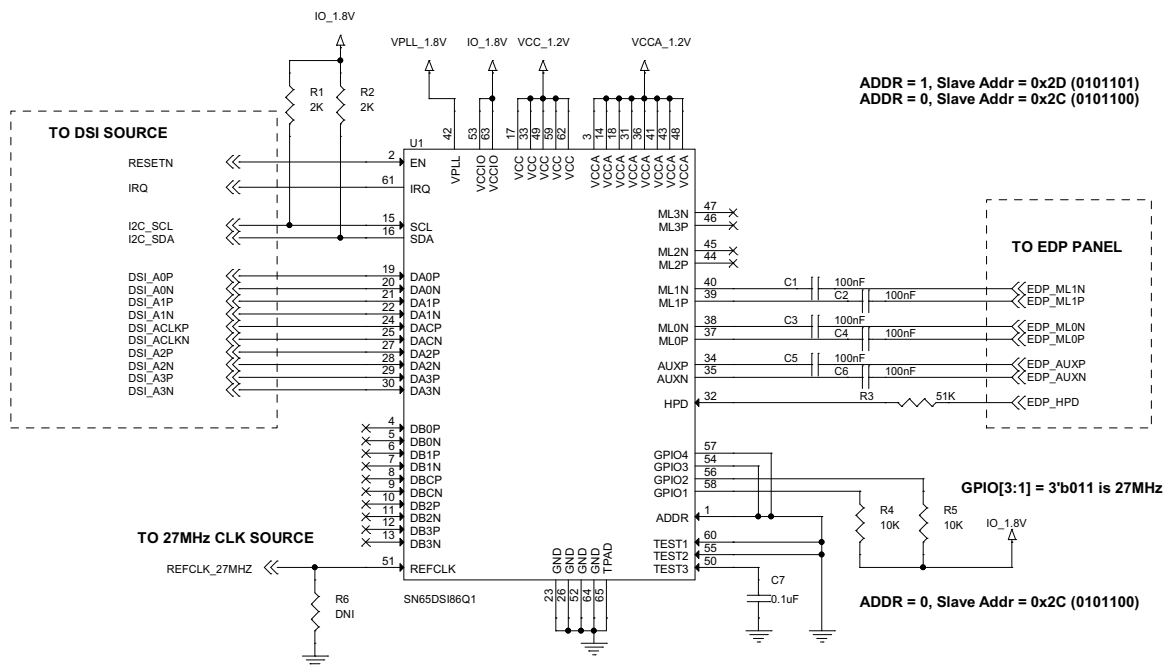 IO_1.8V
VPLL_1.8V
IO_1.8V
VCC_1.2V
VCCA_1.2V
ADDR = 1, Slave Addr = 0x2D (0101101)
ADDR = 0, Slave Addr = 0x2C (0101100)
R1
2K
R2
2K
TO DSI SOURCE
U1
42
53
63
17
33
49
59
62
3
14
18
31
36
41
43
48
VPLL
VCCIO
VCCIO
VCC
VCC
VCC
VCC
VCC
VCCA
VCCA
VCCA
VCCA
VCCA
VCCA
VCCA
VCCA
RESETN
2
EN
IRQ
61
IRQ
I2C_SCL
15
SCL
I2C_SDA
16
SDA
DSI_A0P
19
DA0P
DSI_A0N
20
DA0N
DSI_A1P
21
DA1P
DSI_A1N
22
DA1N
DSI_ACLKP
24
DACP
DSI_ACLKN
25
DACN
DSI_A2P
27
DA2P
DSI_A2N
28
DA2N
DSI_A3P
29
DA3P
DSI_A3N
30
DA3N
4
DB0P
5
DB0N
6
DB1P
7
DB1N
8
DBCP
9
DBCN
10
DB2P
11
DB2N
12
DB3P
13
DB3N
TO 27MHz CLK SOURCE
REFCLK_27MHZ
51
REFCLK
R6
DNI
SN65DSI86Q1
GND
GND
GND
GND
TPAD
23
26
52
64
65
ML3N
47
ML3P
46
ML2N
45
ML2P
44
TO EDP PANEL
ML1N
40
C1
100nF
EDP_ML1N
ML1P
39
C2
100nF
EDP_ML1P
ML0N
38
C3
100nF
EDP_ML0N
ML0P
37
C4
100nF
EDP_ML0P
AUXP
34
C5
100nF
EDP_AUXP
AUXN
35
C6
100nF
EDP_AUXN
HPD
32
R3
51K
EDP_HPD
GPIO4
57
GPIO3
54
GPIO2
56
GPIO1
58
GPIO[3:1] = 3'b011 is 27MHz
ADDR
1
R4
10K
R5
10K
IO_1.8V
TEST1
60
TEST2
55
TEST3
50
C7
0.1uF
ADDR = 0, Slave Addr = 0x2C (0101100)